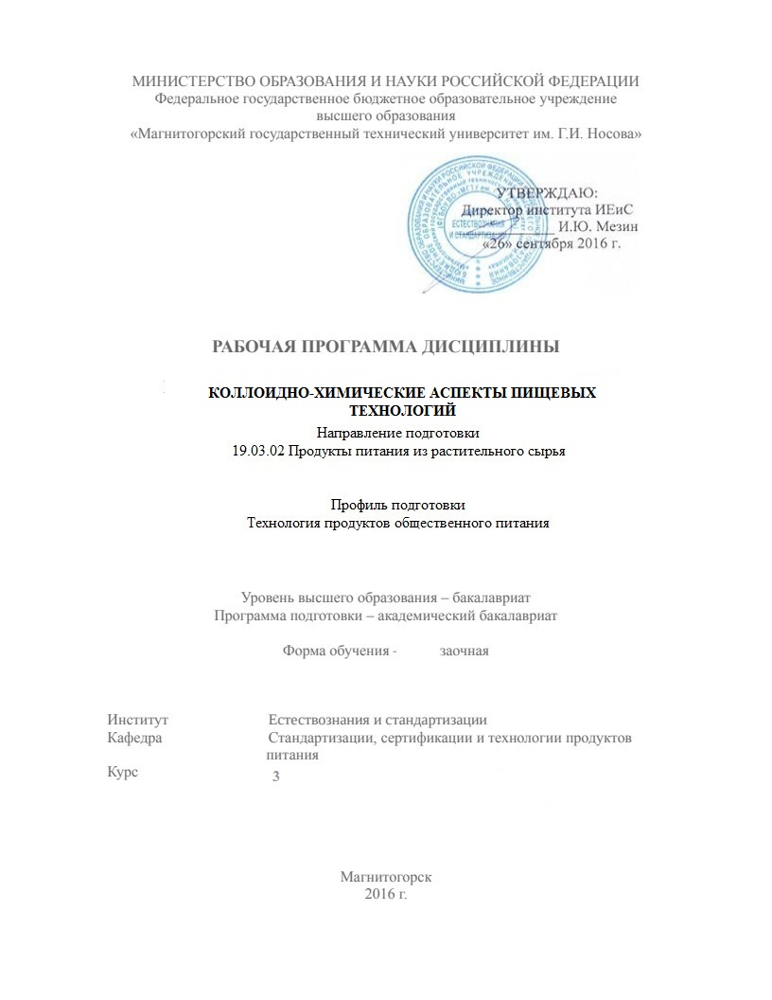 МИНИСТЕРСТВО ОБРАЗОВАНИЯ И НАУКИ РОССИЙСКОЙ ФЕДЕРАЦИИ
Федеральное государственное бюджетное образовательное учреждение
высшего образования
«Магнитогорский государственный технический университет им. Г.И. Носова»
УТВЕРЖДАЮ:
Директор института ИЕиС
И.Ю. Мезин
«26» сентября 2016 г.
ЕСТЕСТВОЗНАНИЯ
И СТАНДАРТИЗАЦИИ
РАБОЧАЯ ПРОГРАММА ДИСЦИПЛИНЫ
КОЛЛОИДНО-ХИМИЧЕСКИЕ АСПЕКТЫ ПИЩЕВЫХ
ТЕХНОЛОГИЙ
Направление подготовки
19.03.02 Продукты питания из растительного сырья
Профиль подготовки
Технология продуктов общественного питания
Уровень высшего образования – бакалавриат
Программа подготовки – академический бакалавриат
Форма обучения - заочная
Институт Естествознания и стандартизации
Кафедра Стандартизации, сертификации и технологии продуктов
питания
Курс 3
Магнитогорск
2016 г.